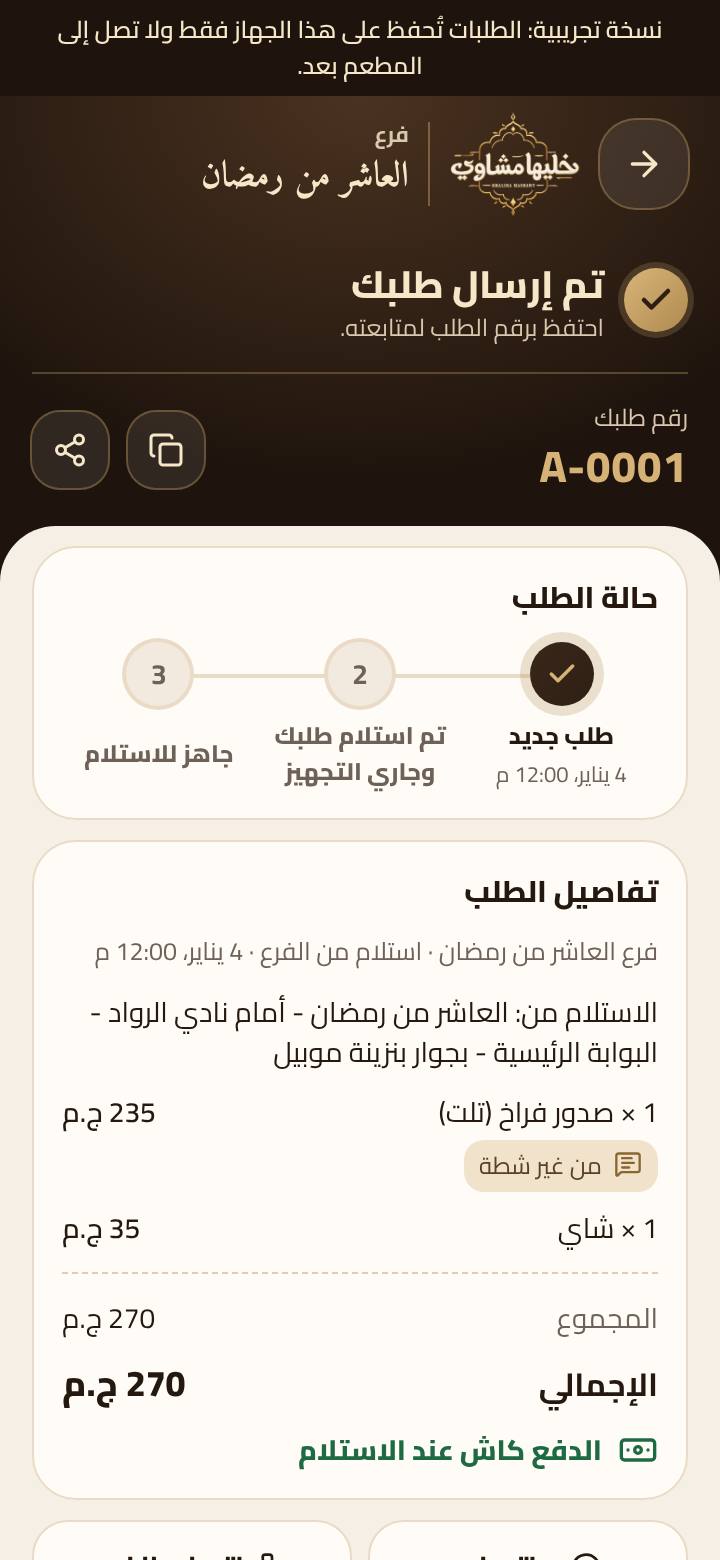 نسخة تجريبية: الطلبات تُحفظ على هذا الجهاز فقط ولا تصل إلى
المطعم بعد.
خليها مشاوي
KHALIHA MASHAWY
فرع
العاشر من رمضان
تم إرسال طلبك
احتفظ برقم الطلب لمتابعته.
رقم طلبك
A-0001
حالة الطلب
2
3
طلب جديد
4 يناير، 12:00 م
تم استلام طلبك
وجاري التجهيز
جاهز للاستلام
تفاصيل الطلب
فرع العاشر من رمضان · استلام من الفرع · 4 يناير، 12:00 م
الاستلام من: العاشر من رمضان - أمام نادي الرواد -
البوابة الرئيسية - بجوار بنزينة موبيل
1 × صدور فراخ (تلت) 235 ج.م
من غير شطة
1 × شاي 35 ج.م
المجموع 270 ج.م
الإجمالي 270 ج.م
الدفع كاش عند الاستلام